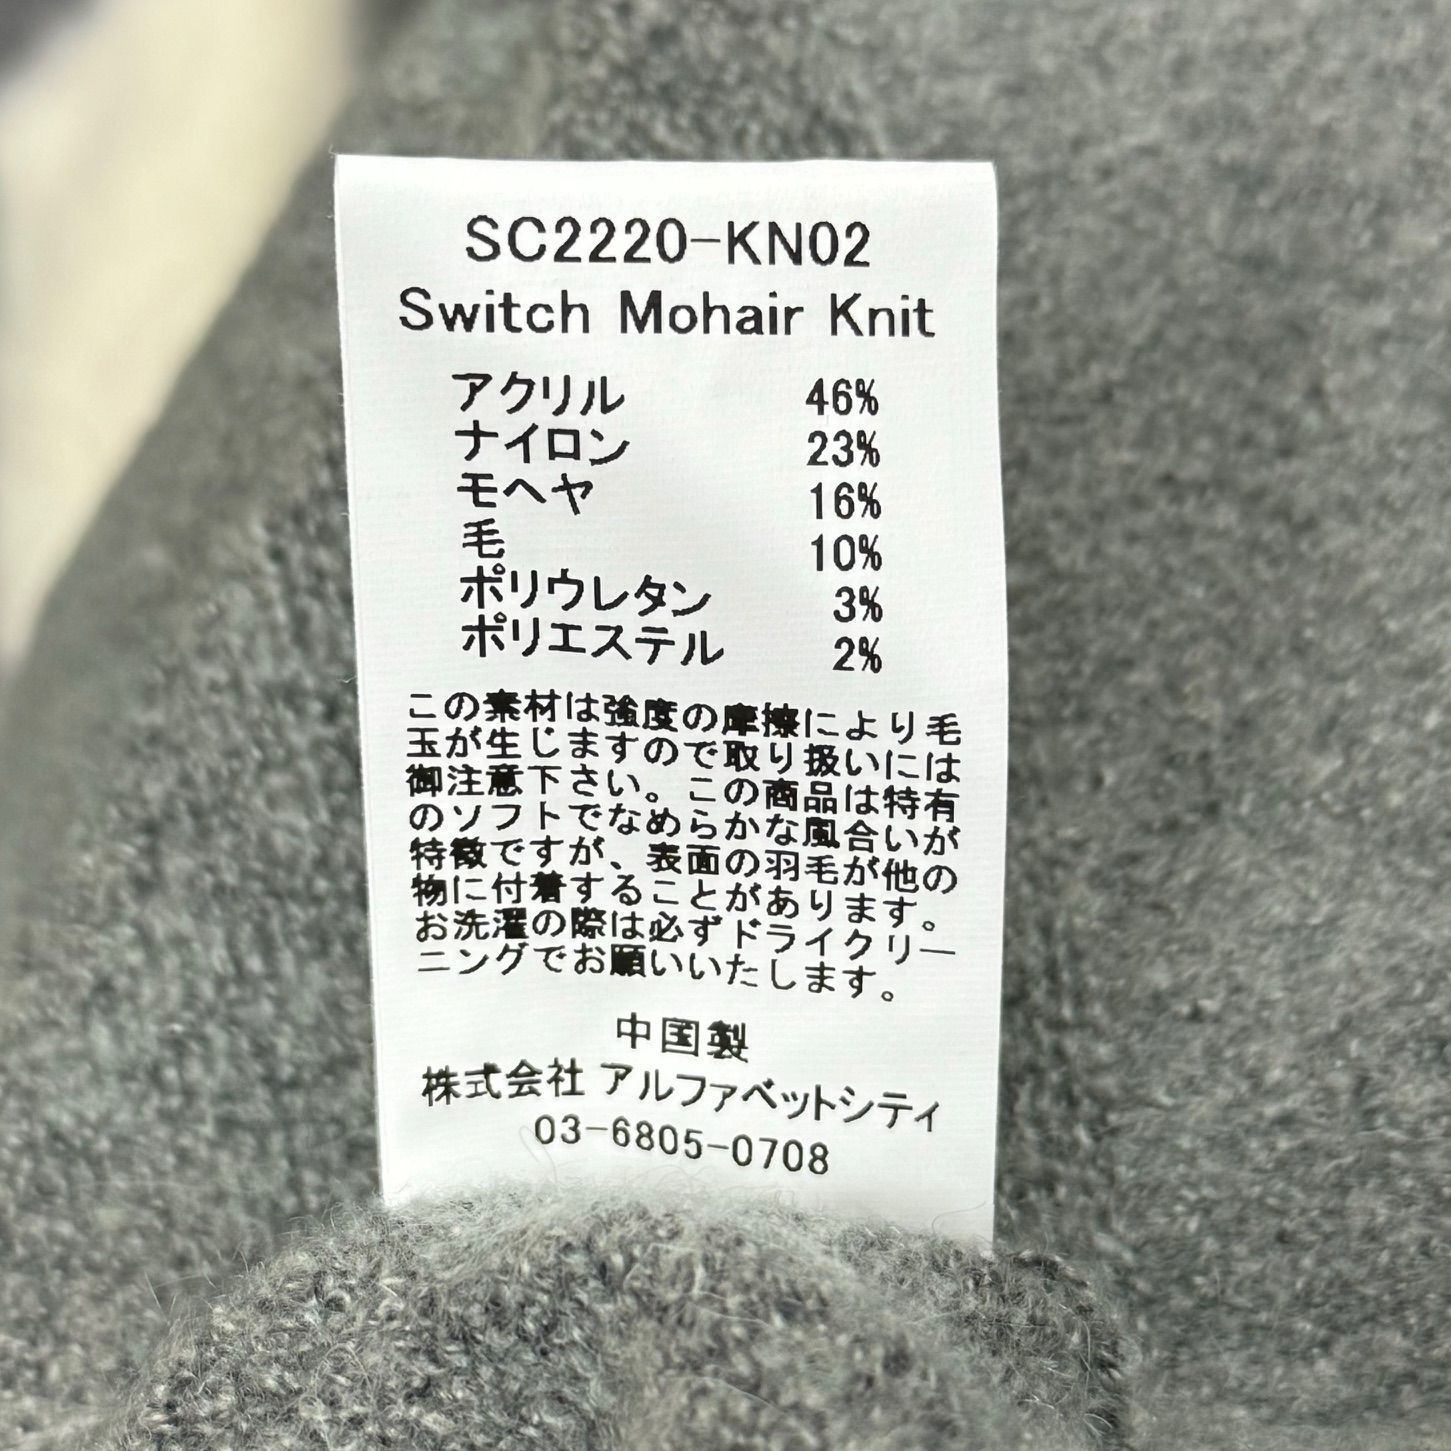 SC2220-KN02
Switch Mohair Knit
アクリル 46%
ナイロン 23%
モヘヤ 16%
毛 10%
ポリウレタン 3%
ポリエステル 2%
この素材は強度の摩擦により毛
玉が生じますので取り扱いには
御注意下さい。この商品は特有
のソフトでなめらかな風合いが
特徴ですが、表面の羽毛が他の
物に付着することがあります。
お洗濯の際は必ずドライクリー
ニングでお願いいたします。
中国製
株式会社 アルファベットシティ
03-6805-0708